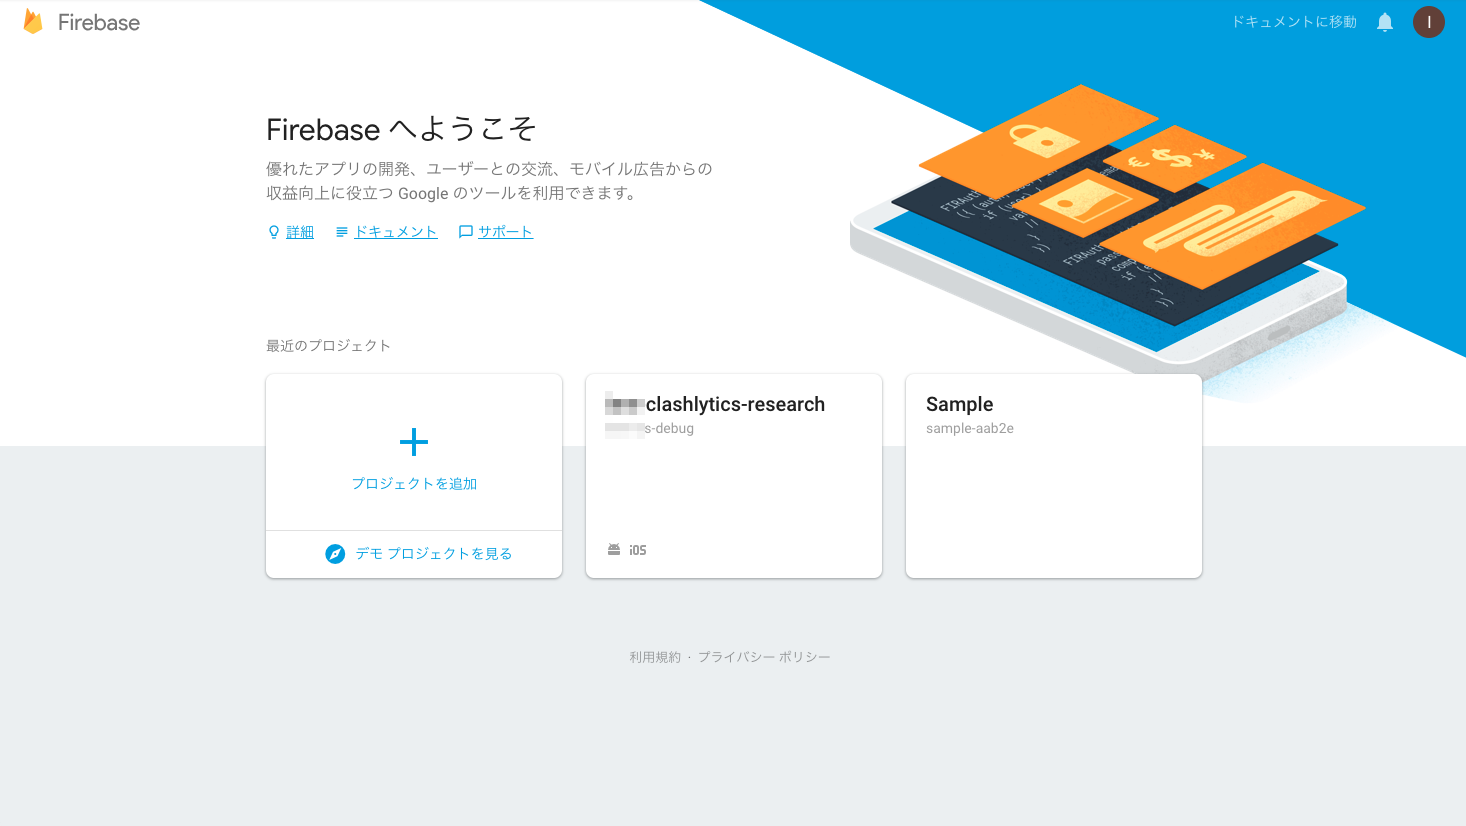 Firebase
ドキュメントに移動
I
Firebase へようこそ
優れたアプリの開発、ユーザーとの交流、モバイル広告からの
収益向上に役立つ Google のツールを利用できます。
詳細
ドキュメント
サポート
最近のプロジェクト
プロジェクトを追加
デモ プロジェクトを見る
clashlytics-research
s-debug
iOS
Sample
sample-aab2e
利用規約 · プライバシー ポリシー